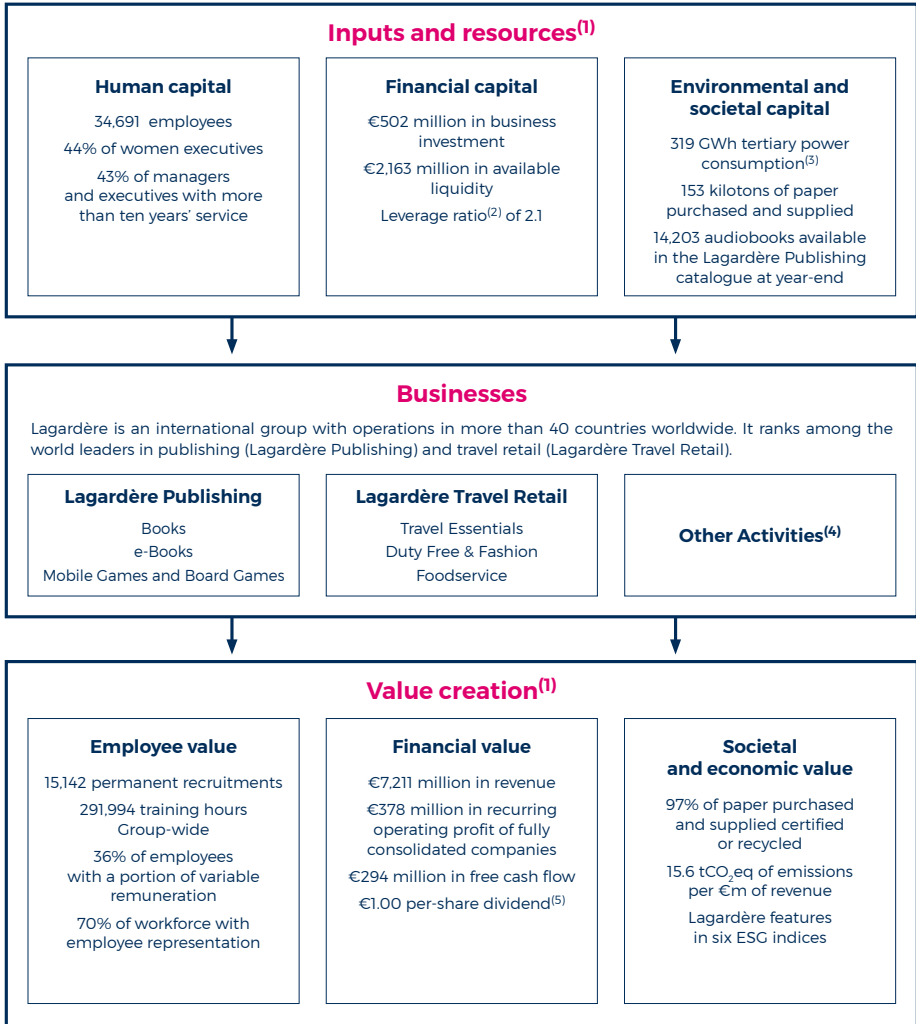 Inputs and resources(1)
Human capital
34,691 employees
44% of women executives
43% of managers
and executives with more
than ten years’ service
Financial capital
€502 million in business
investment
€2,163 million in available
liquidity
Leverage ratio(2) of 2.1
Environmental and
societal capital
319 GWh tertiary power
consumption(3)
153 kilotons of paper
purchased and supplied
14,203 audiobooks available
in the Lagardère Publishing
catalogue at year-end
Businesses
Lagardère is an international group with operations in more than 40 countries worldwide. It ranks among the
world leaders in publishing (Lagardère Publishing) and travel retail (Lagardère Travel Retail).
Lagardère Publishing
Books
e-Books
Mobile Games and Board Games
Lagardère Travel Retail
Travel Essentials
Duty Free & Fashion
Foodservice
Other Activities(4)
Value creation(1)
Employee value
15,142 permanent recruitments
291,994 training hours
Group-wide
36% of employees
with a portion of variable
remuneration
70% of workforce with
employee representation
Financial value
€7,211 million in revenue
€378 million in recurring
operating profit of fully
consolidated companies
€294 million in free cash flow
€1.00 per-share dividend(5)
Societal
and economic value
97% of paper purchased
and supplied certified
or recycled
15.6 tCO2eq of emissions
per €m of revenue
Lagardère features
in six ESG indices